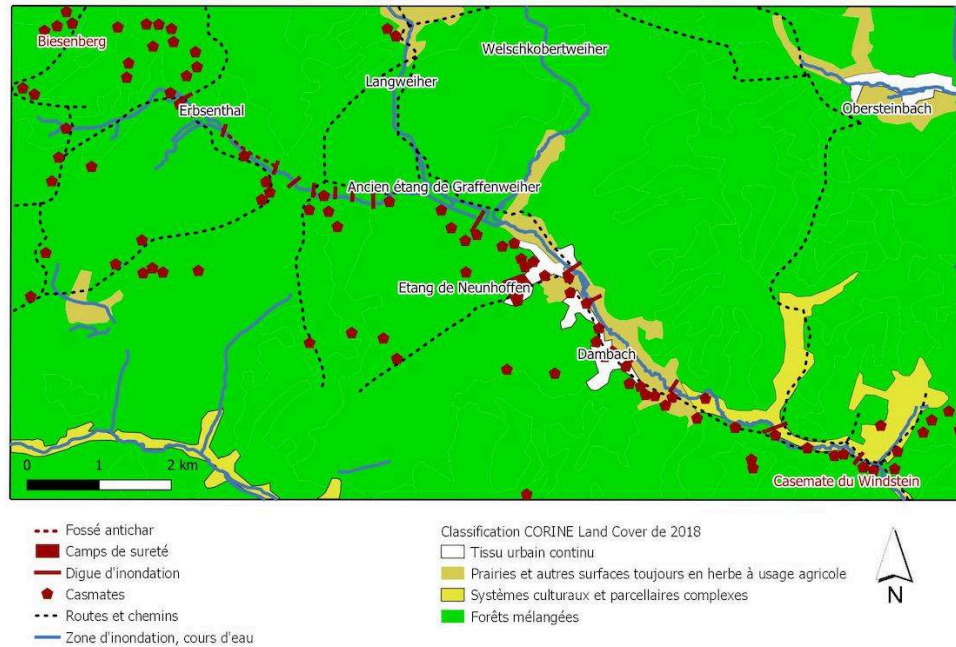 Biesenberg
Welschkobertweiher
Langweiher
Erbsenthal
Obersteinbach
Ancien étang de Graffenweiher
Etang de Neunhoffen
Dambach
0 1 2 km
Casemate du Windstein
Fossé antichar
Camps de sureté
Digue d'inondation
Casmates
Routes et chemins
Zone d'inondation, cours d'eau
Classification CORINE Land Cover de 2018
Tissu urbain continu
Prairies et autres surfaces toujours en herbe à usage agricole
Systèmes culturaux et parcellaires complexes
Forêts mélangées
N